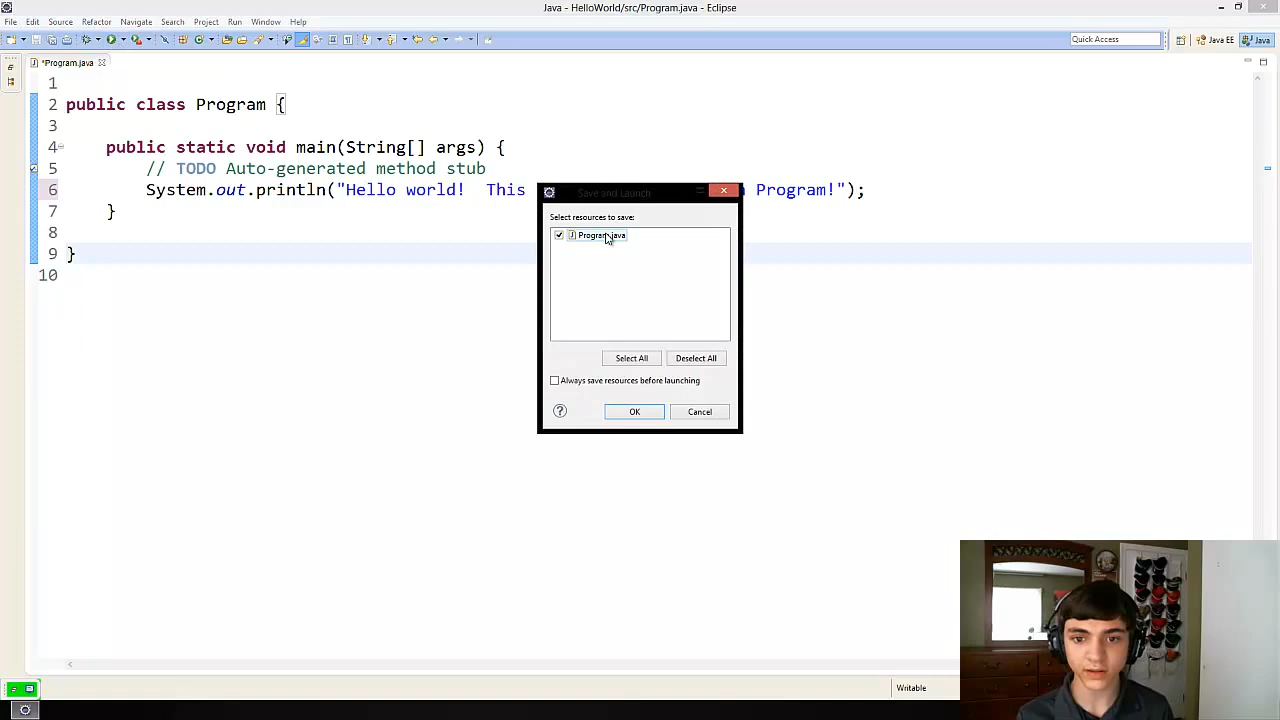 Java - HelloWorld/src/Program.java - Eclipse
File Edit Source Refactor Navigate Search Project Run Window Help
Quick Access
Java EE
Java
*Program.java
1
2 public class Program {
3
4 public static void main(String[] args) {
5 // TODO Auto-generated method stub
6 System.out.println("Hello world!  This Program!");
7 }
8
9 }
10
Save and Launch
Select resources to save:
Program.java
Select All Deselect All
Always save resources before launching
? OK Cancel
Writable